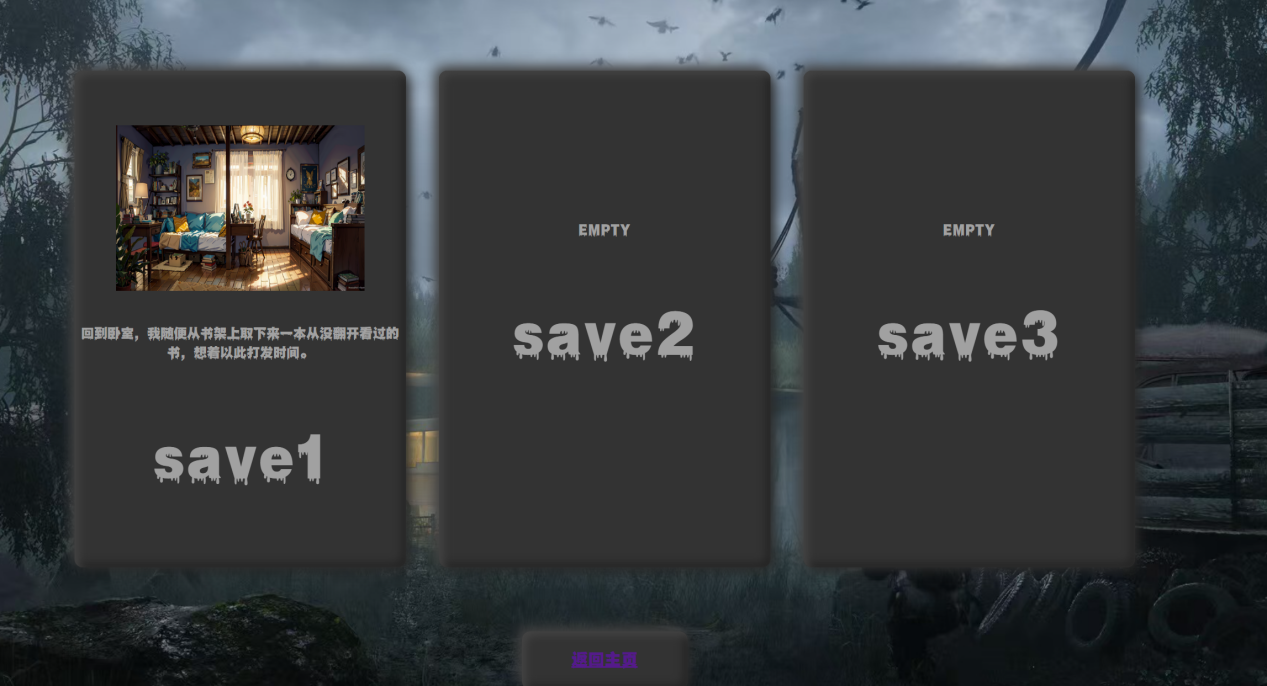 回到卧室，我随便从书架上取下来一本从没翻开看过的
书，想着以此打发时间。
save1
EMPTY
save2
EMPTY
save3
返回主页